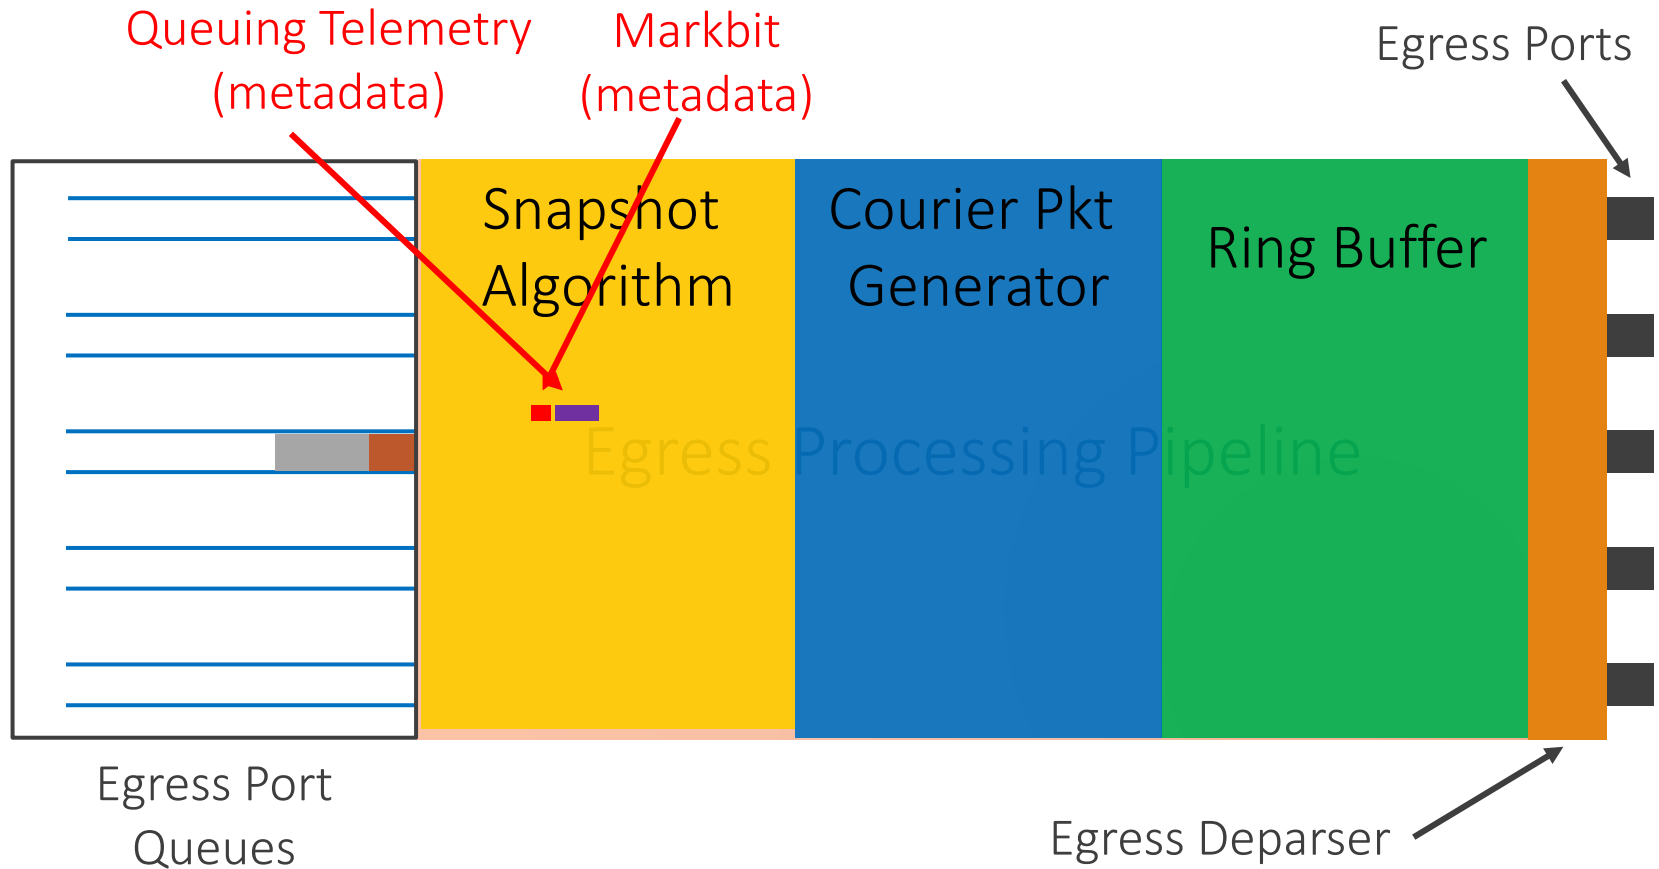 Queuing Telemetry
(metadata)
Markbit
(metadata)
Egress Ports
Snapshot
Algorithm
Courier Pkt
Generator
Ring Buffer
Egress Processing Pipeline
Egress Port
Queues
Egress Deparser